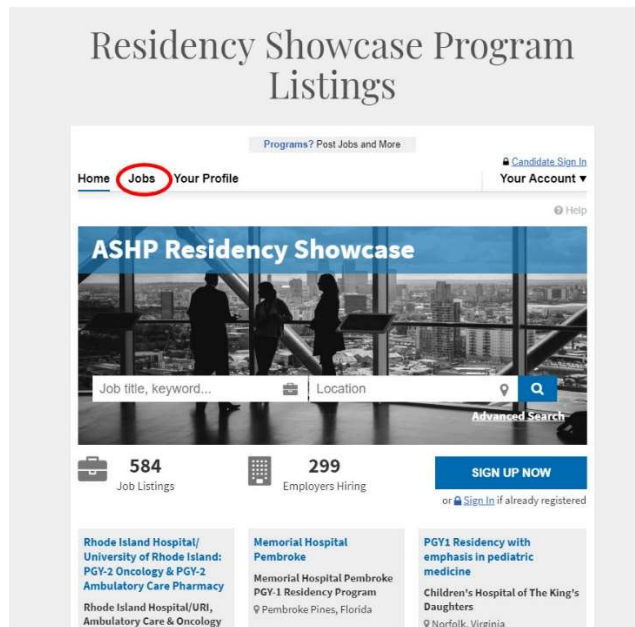 Residency Showcase Program
Listings
Programs? Post Jobs and More
Candidate Sign In
Home Jobs Your Profile
Your Account ▾
Help
ASHP Residency Showcase
Job title, keyword...
Location
Advanced Search
584
Job Listings
299
Employers Hiring
SIGN UP NOW
or Sign In if already registered
Rhode Island Hospital/
University of Rhode Island:
PGY-2 Oncology & PGY-2
Ambulatory Care Pharmacy
Rhode Island Hospital/URI,
Ambulatory Care & Oncology
Memorial Hospital
Pembroke
Memorial Hospital Pembroke
PGY-1 Residency Program
Pembroke Pines, Florida
PGY1 Residency with
emphasis in pediatric
medicine
Children's Hospital of The King's
Daughters
Norfolk, Virginia